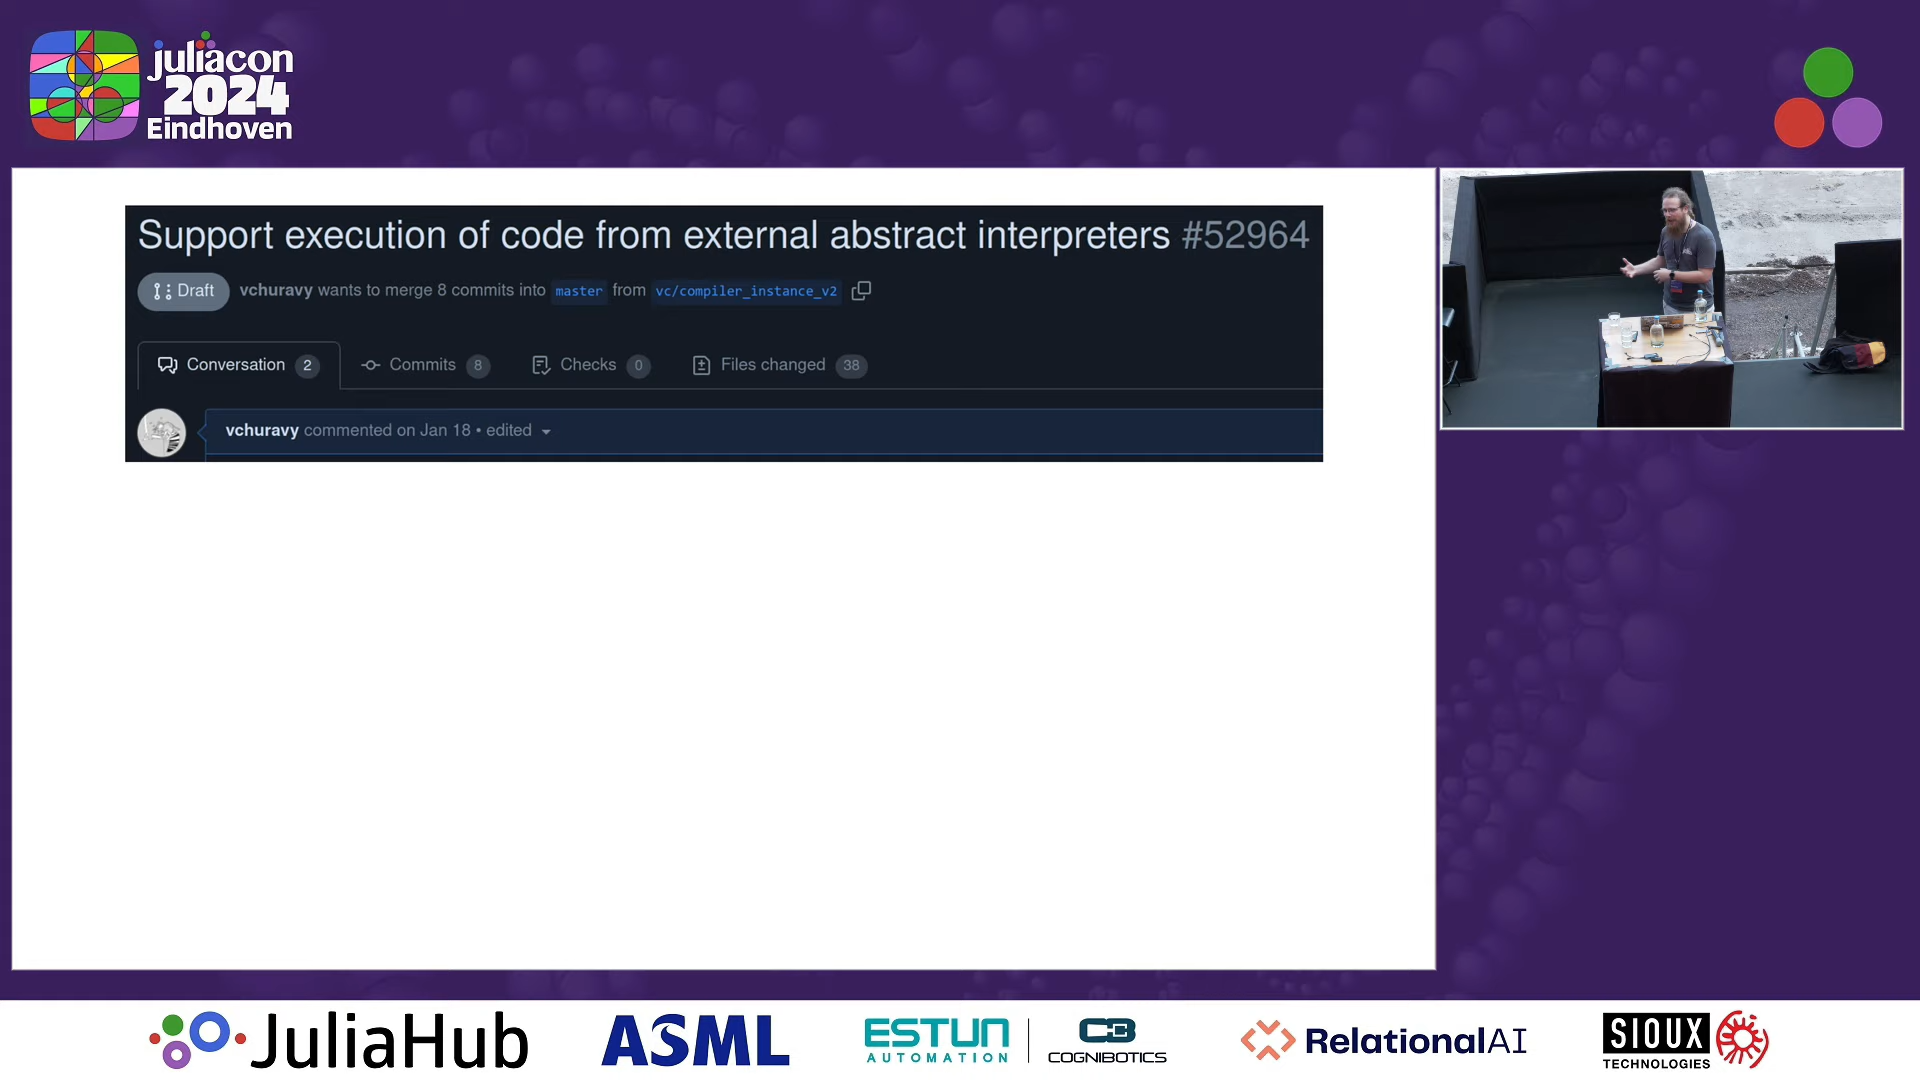 juliacon
2024
Eindhoven
Support execution of code from external abstract interpreters #52964
Draft vchuravy wants to merge 8 commits into master from vc/compiler_instance_v2
Conversation 2 Commits 8 Checks 0 Files changed 38
vchuravy commented on Jan 18 • edited
JuliaHub
ASML
ESTUN
AUTOMATION
COGNIBOTICS
RelationalAI
SIOUX
TECHNOLOGIES